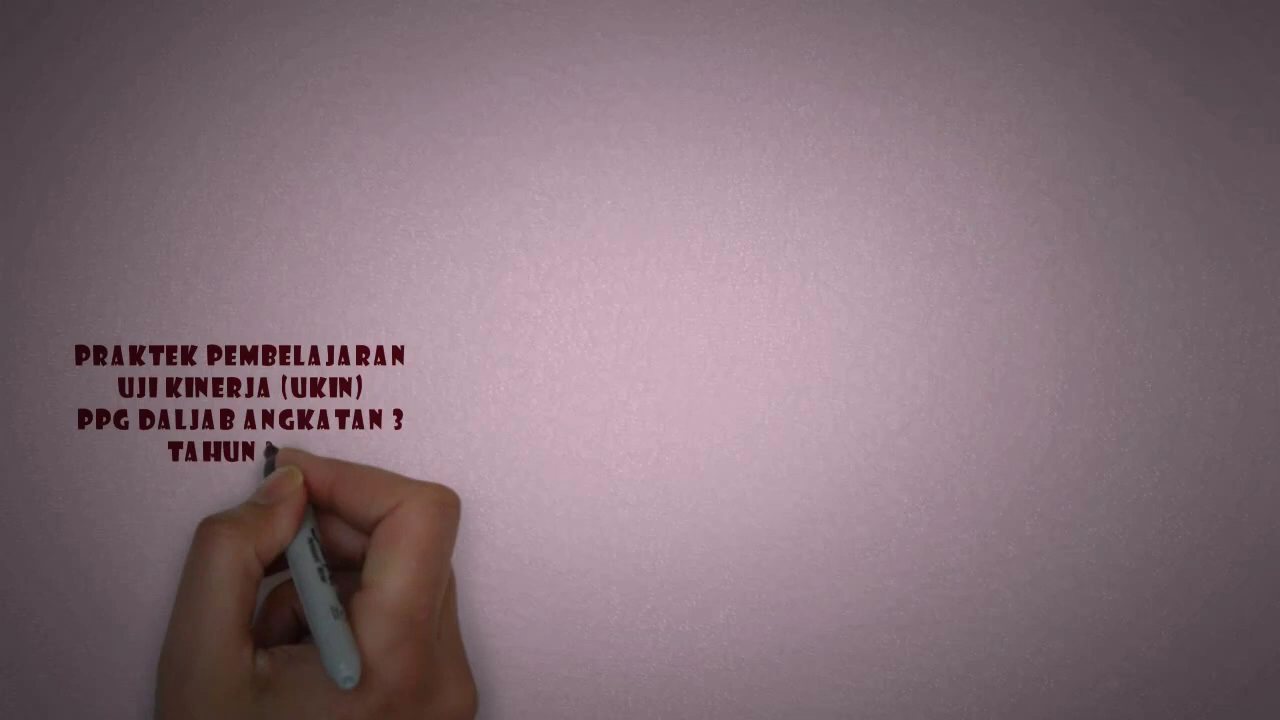 PRAKTEK PEMBELAJARAN
UJI KINERJA (UKIN)
PPG DALJAB ANGKATAN 3
TAHUN